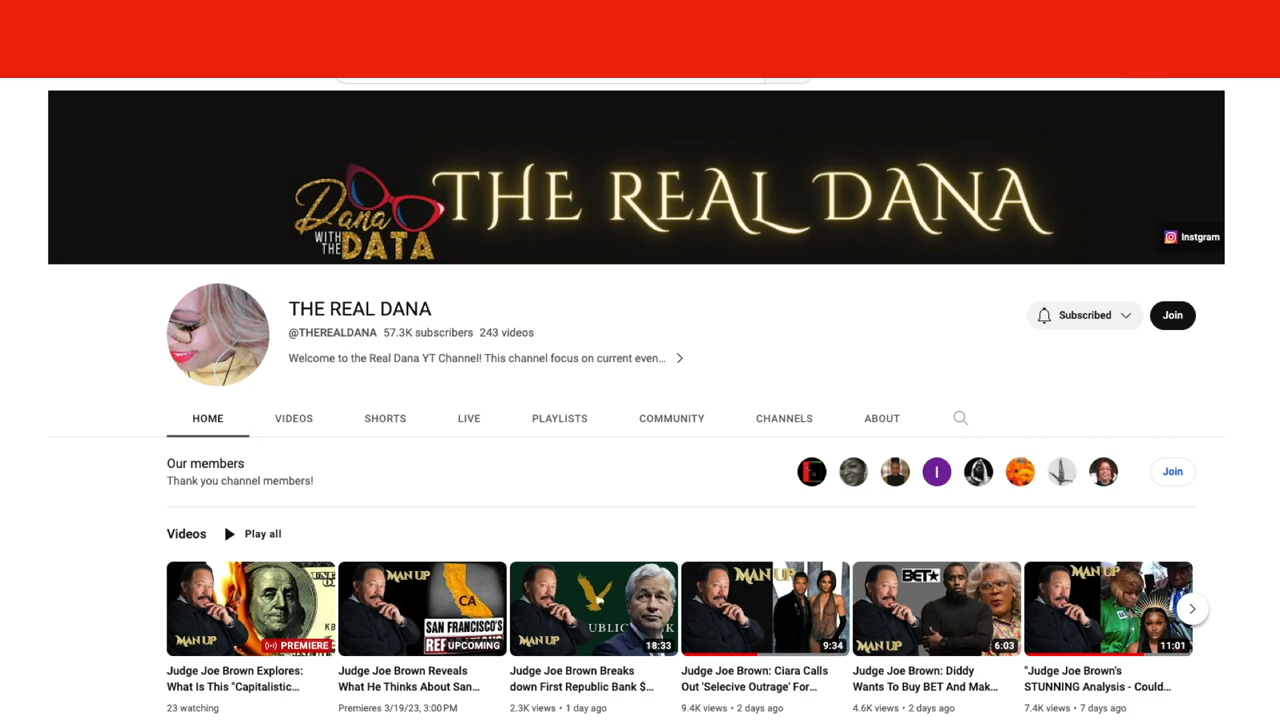 THE REAL DANA
Dana
WITH THE
DATA
Instgram
THE REAL DANA
@THEREALDANA 57.3K subscribers 243 videos
Welcome to the Real Dana YT Channel! This channel focus on current even...
Subscribed
Join
HOME VIDEOS SHORTS LIVE PLAYLISTS COMMUNITY CHANNELS ABOUT
Our members
Thank you channel members!
I
Join
Videos Play all
MAN UP
PREMIERE
MAN UP
CA
SAN FRANCISCO'S
UPCOMING
MAN UP
18:33
MAN UP
9:34
BET
MAN UP
6:03
MAN UP
11:01
Judge Joe Brown Explores:
What Is This "Capitalistic...
23 watching
Judge Joe Brown Reveals
What He Thinks About San...
Premieres 3/19/23, 3:00PM
Judge Joe Brown Breaks
down First Republic Bank $...
2.3K views • 1 day ago
Judge Joe Brown: Ciara Calls
Out 'Selecive Outrage' For...
9.4K views • 2 days ago
Judge Joe Brown: Diddy
Wants To Buy BET And Mak...
4.6K views • 2 days ago
"Judge Joe Brown's
STUNNING Analysis - Could...
7.4K views • 7 days ago